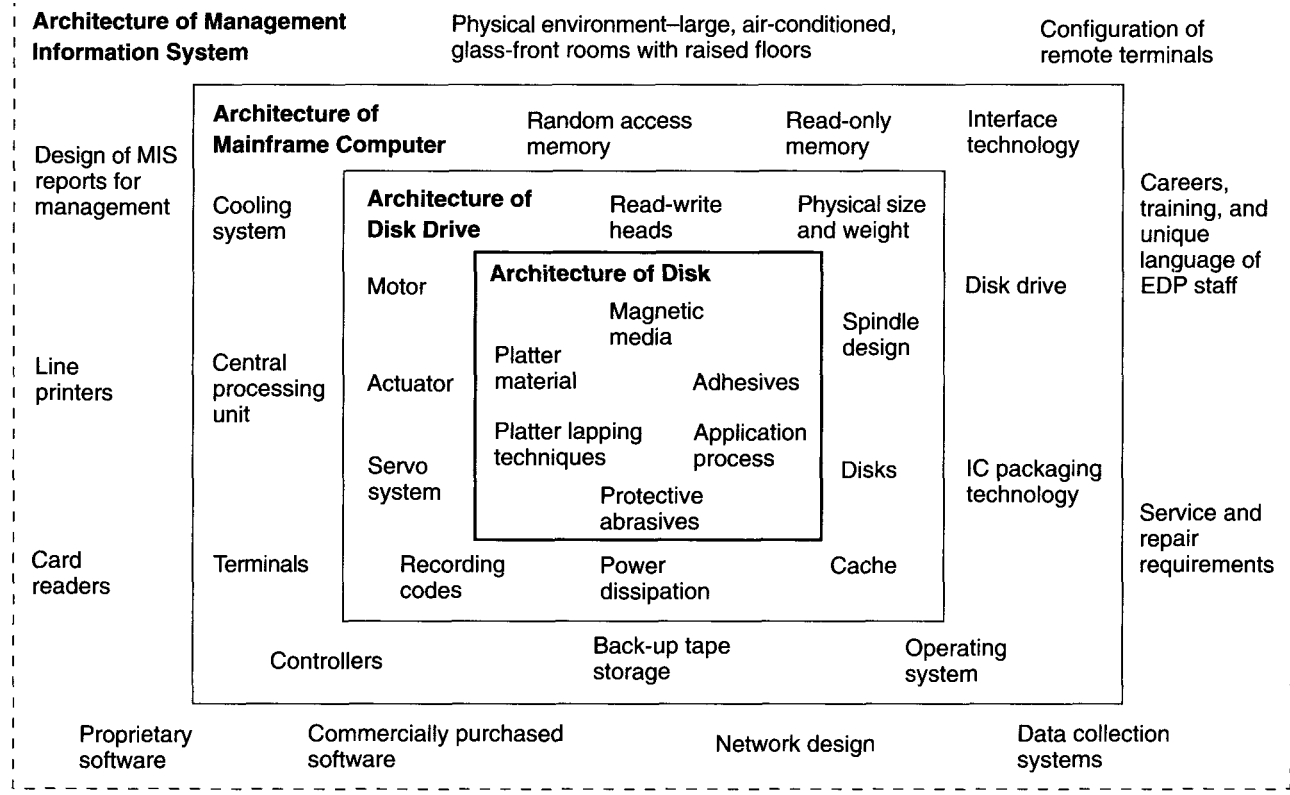 Architecture of Management
Information System
Physical environment–large, air-conditioned,
glass-front rooms with raised floors
Configuration of
remote terminals
Architecture of
Mainframe Computer
Random access
memory
Read-only
memory
Interface
technology
Design of MIS
reports for
management
Cooling
system
Architecture of
Disk Drive
Read-write
heads
Physical size
and weight
Careers,
training, and
unique
language of
EDP staff
Motor
Architecture of Disk
Magnetic
media
Disk drive
Spindle
design
Line
printers
Central
processing
unit
Actuator
Platter
material
Adhesives
Servo
system
Platter lapping
techniques
Application
process
Disks
IC packaging
technology
Protective
abrasives
Service and
repair
requirements
Card
readers
Terminals
Recording
codes
Power
dissipation
Cache
Controllers
Back-up tape
storage
Operating
system
Proprietary
software
Commercially purchased
software
Network design
Data collection
systems